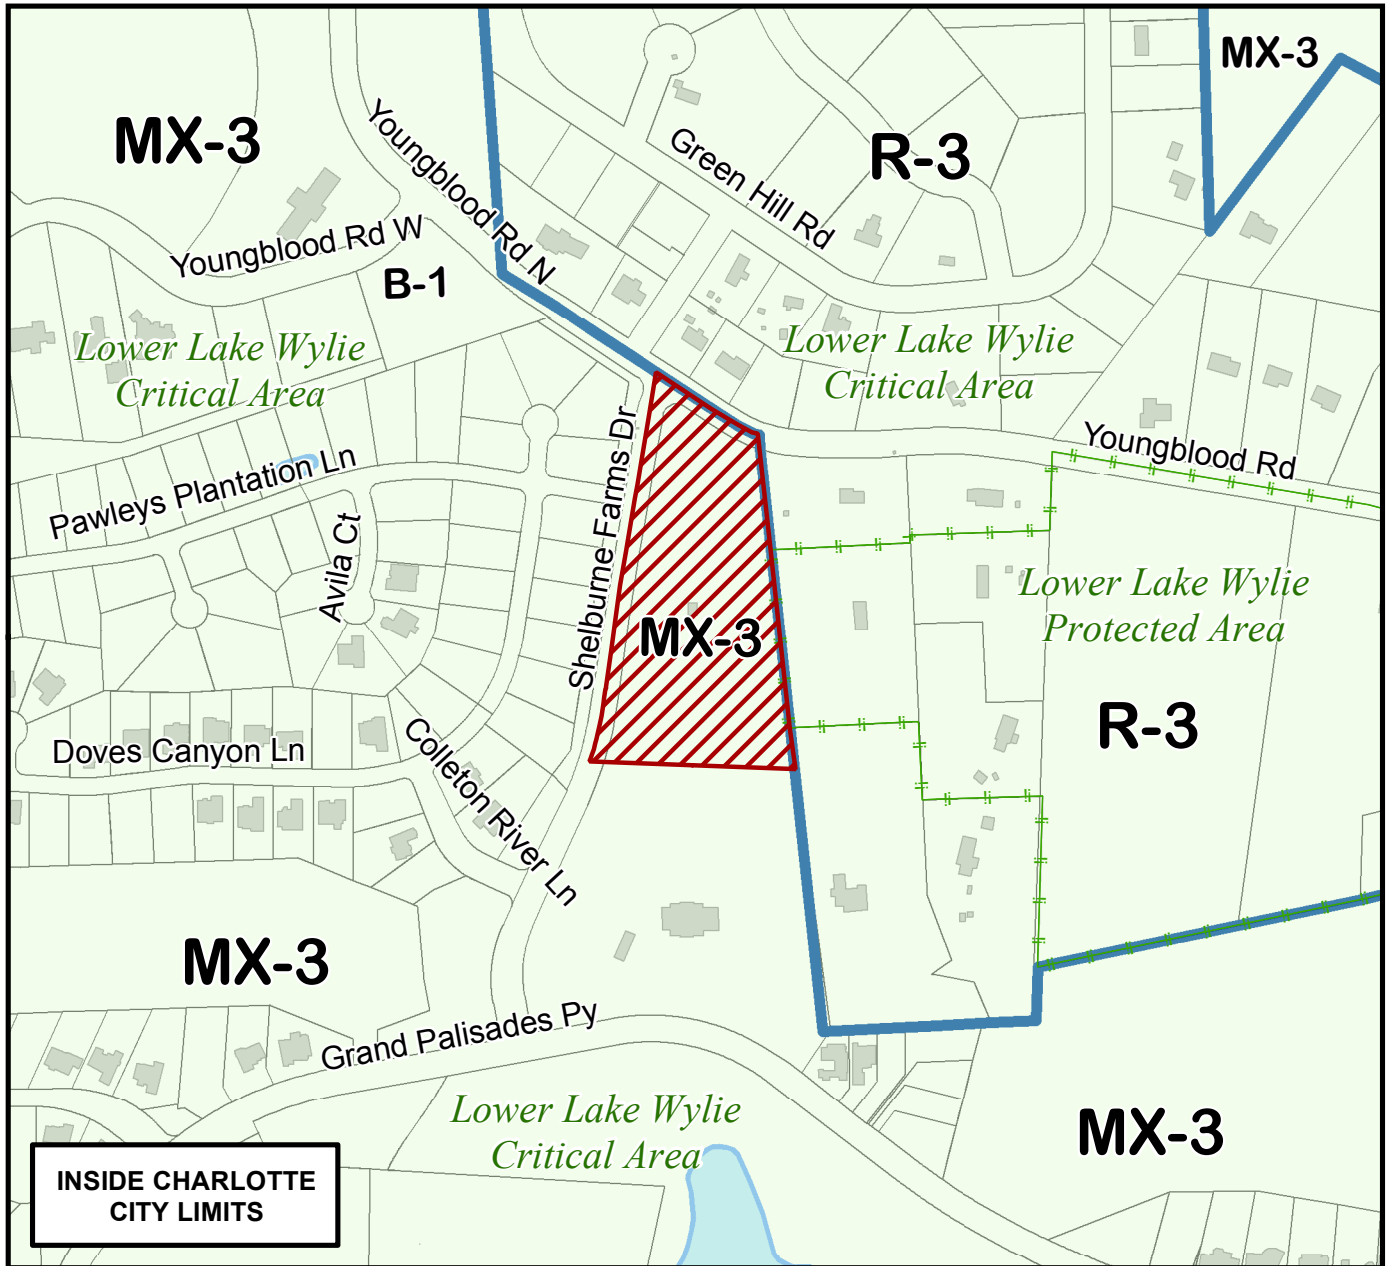 MX-3
MX-3
R-3
Youngblood Rd N
Green Hill Rd
Youngblood Rd W
B-1
Lower Lake Wylie
Critical Area
Lower Lake Wylie
Critical Area
Youngblood Rd
Pawleys Plantation Ln
Shelburne Farms Dr
Avila Ct
Lower Lake Wylie
Protected Area
MX-3
R-3
Doves Canyon Ln
Colleton River Ln
MX-3
Grand Palisades Py
Lower Lake Wylie
Critical Area
MX-3
INSIDE CHARLOTTE
CITY LIMITS